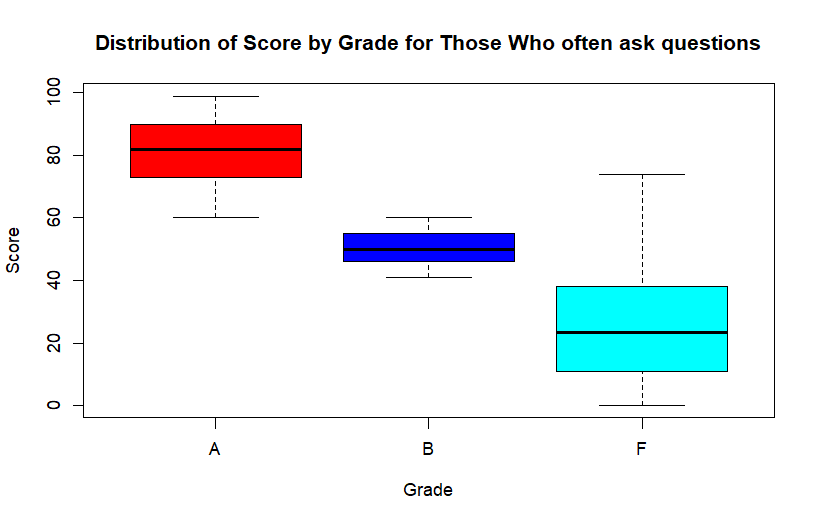 Distribution of Score by Grade for Those Who often ask questions
100
80
60
40
20
0
Score
A B F
Grade